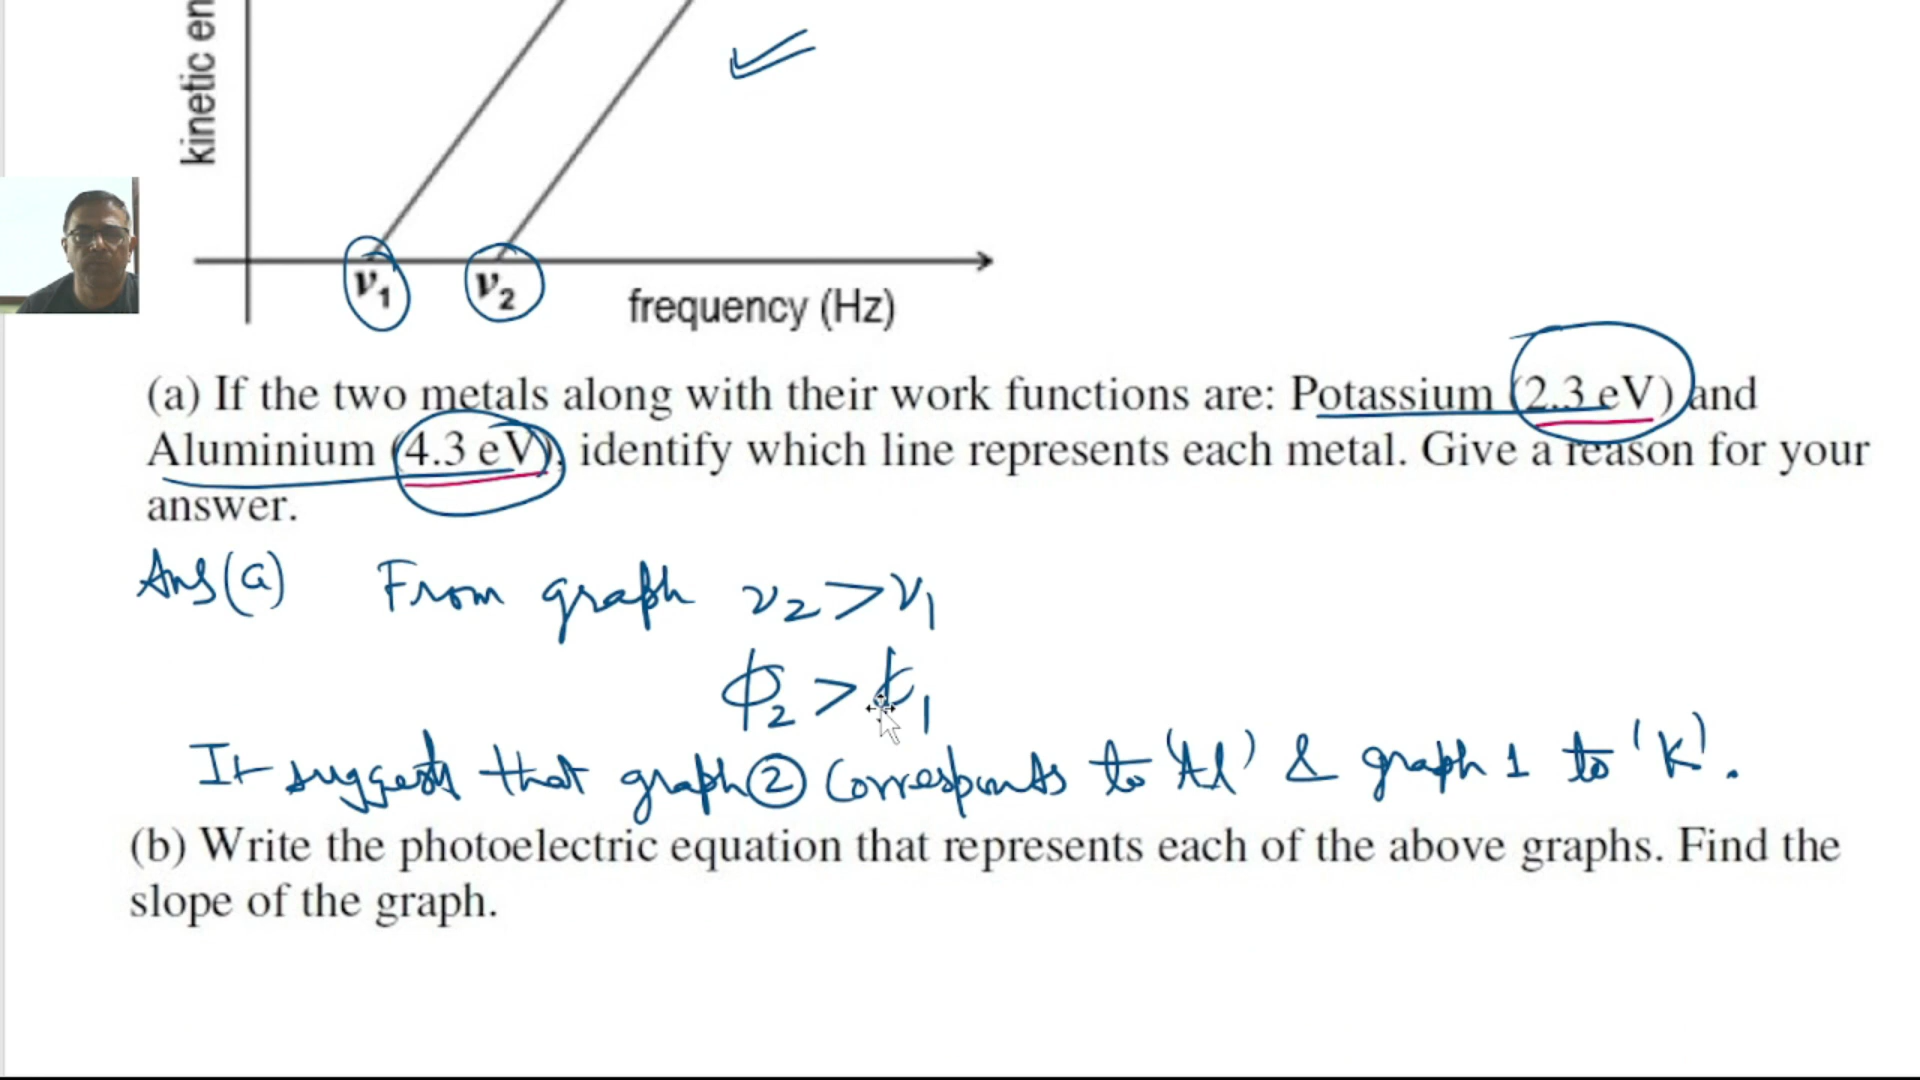 kinetic en
ν1
ν2
frequency (Hz)
(a) If the two metals along with their work functions are: Potassium (2.3 eV) and
Aluminium (4.3 eV), identify which line represents each metal. Give a reason for your
answer.
Ans (a) From graph ν2 > ν1
ϕ2 > 1
It suggests that graph ② corresponds to 'Al' & graph 1 to 'K'.
(b) Write the photoelectric equation that represents each of the above graphs. Find the
slope of the graph.